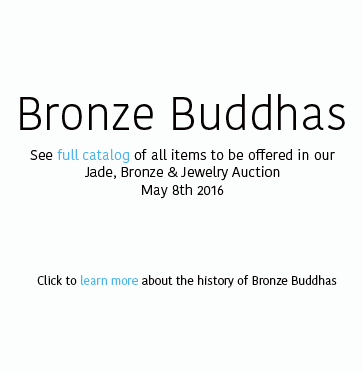 Bronze Buddhas
See full catalog of all items to be offered in our
Jade, Bronze & Jewelry Auction
May 8th 2016
Click to learn more about the history of Bronze Buddhas